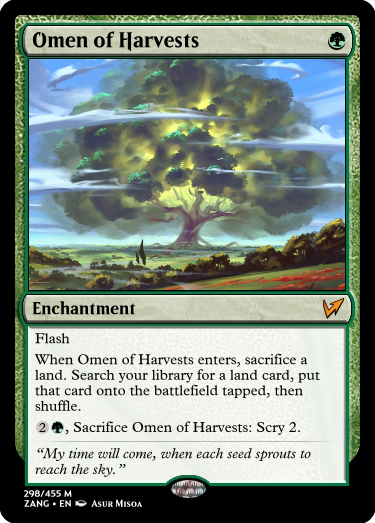 Omen of Harvests
Enchantment
Flash
When Omen of Harvests enters, sacrifice a
land. Search your library for a land card, put
that card onto the battlefield tapped, then
shuffle.
2, Sacrifice Omen of Harvests: Scry 2.
“My time will come, when each seed sprouts to
reach the sky.”
298/455 M
ZANG • EN Asur Misoa